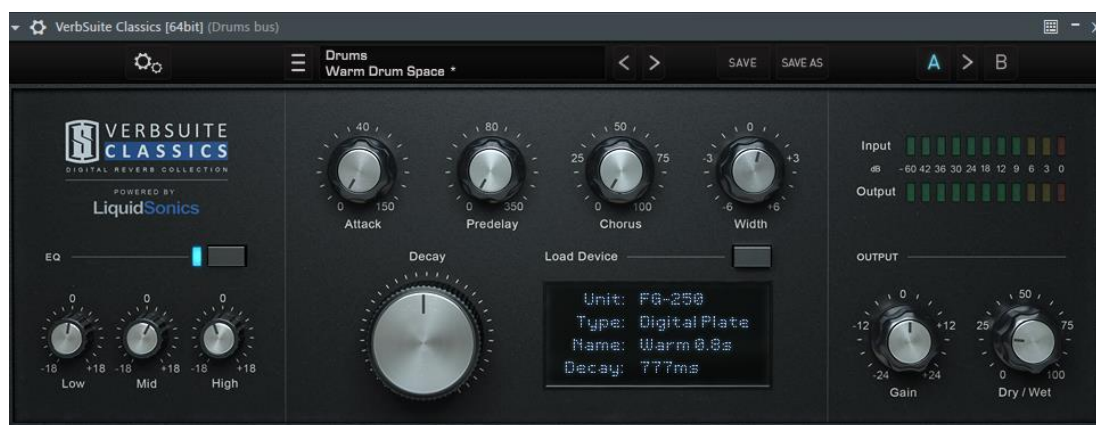 VerbSuite Classics [64bit] (Drums bus)
Drums
Warm Drum Space *
SAVE
SAVE AS
A
B
VERBSUITE
CLASSICS
DIGITAL REVERB COLLECTION
POWERED BY
LiquidSonics
40
0 150
Attack
80
0 350
Predelay
50
25 75
0 100
Chorus
0
-3 +3
-6 +6
Width
Input
dB -60 42 36 30 24 18 12 9 6 3 0
Output
EQ
0
-18 +18
Low
0
-18 +18
Mid
0
-18 +18
High
Decay
Load Device
Unit: FG-250
Type: Digital Plate
Name: Warm 0.8s
Decay: 777ms
OUTPUT
0
-12 +12
-24 +24
Gain
50
25 75
0 100
Dry / Wet